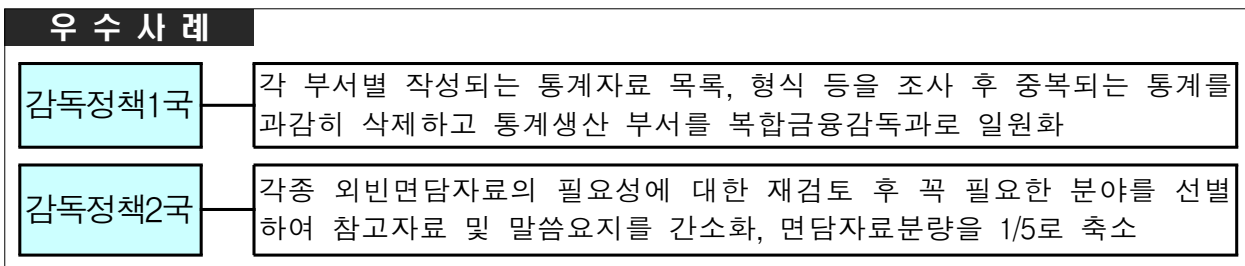 우 수 사 례
감독정책1국
각 부서별 작성되는 통계자료 목록, 형식 등을 조사 후 중복되는 통계를
과감히 삭제하고 통계생산 부서를 복합금융감독과로 일원화
감독정책2국
각종 외빈면담자료의 필요성에 대한 재검토 후 꼭 필요한 분야를 선별
하여 참고자료 및 말씀요지를 간소화, 면담자료분량을 1/5로 축소